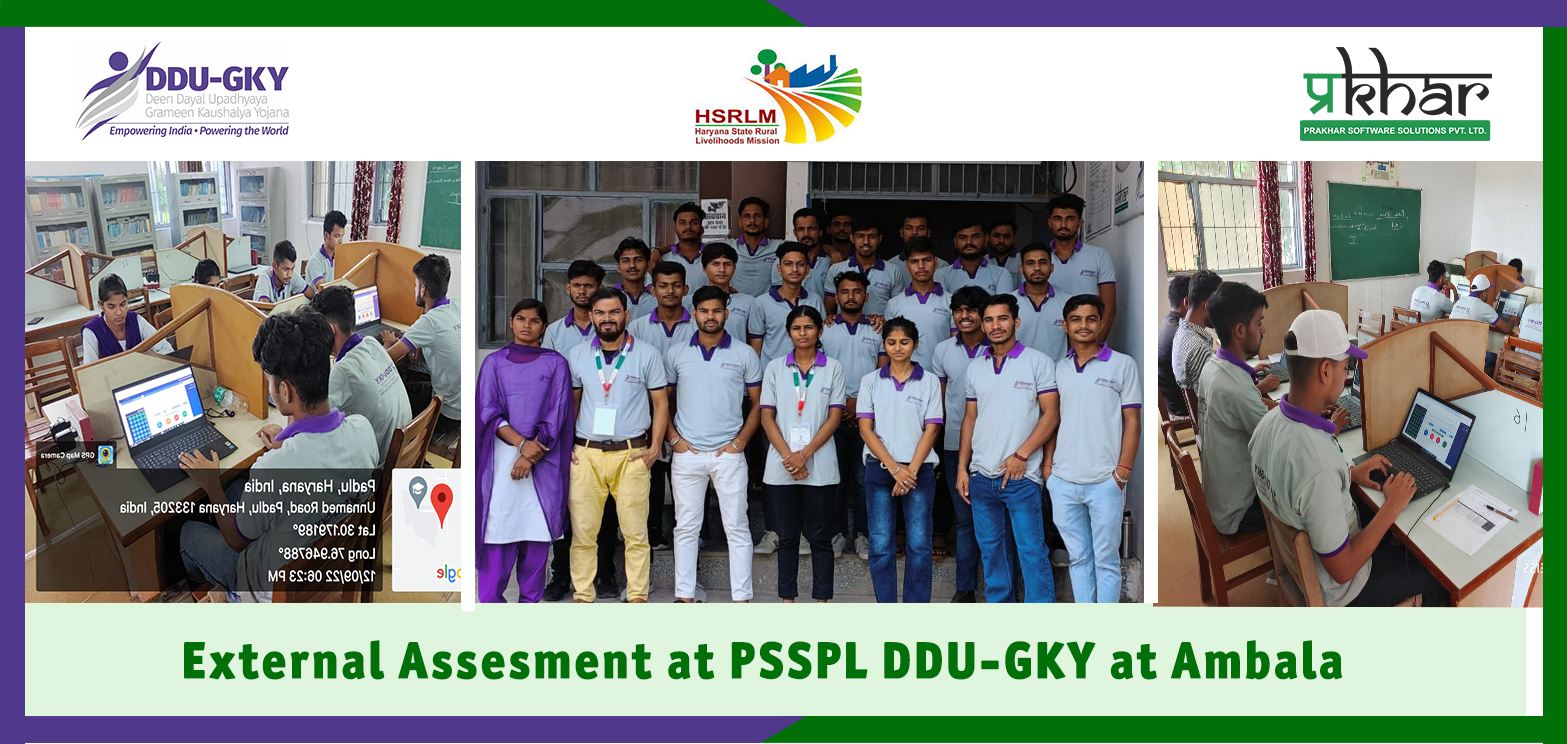 DDU-GKY
Deen Dayal Upadhyaya
Grameen Kaushalya Yojana
Empowering India • Powering the World
HSRLM
Haryana State Rural
Livelihoods Mission
प्रkhar
PRAKHAR SOFTWARE SOLUTIONS PVT. LTD.
GPS Map Camera
Padlu, Haryana, India
Unnamed Road, Padlu, Haryana 133205, India
Lat 30.179189°
Long 76.946788°
12/09/22 06:23 PM
ogle
प्रkhar
16
External Assesment at PSSPL DDU-GKY at Ambala